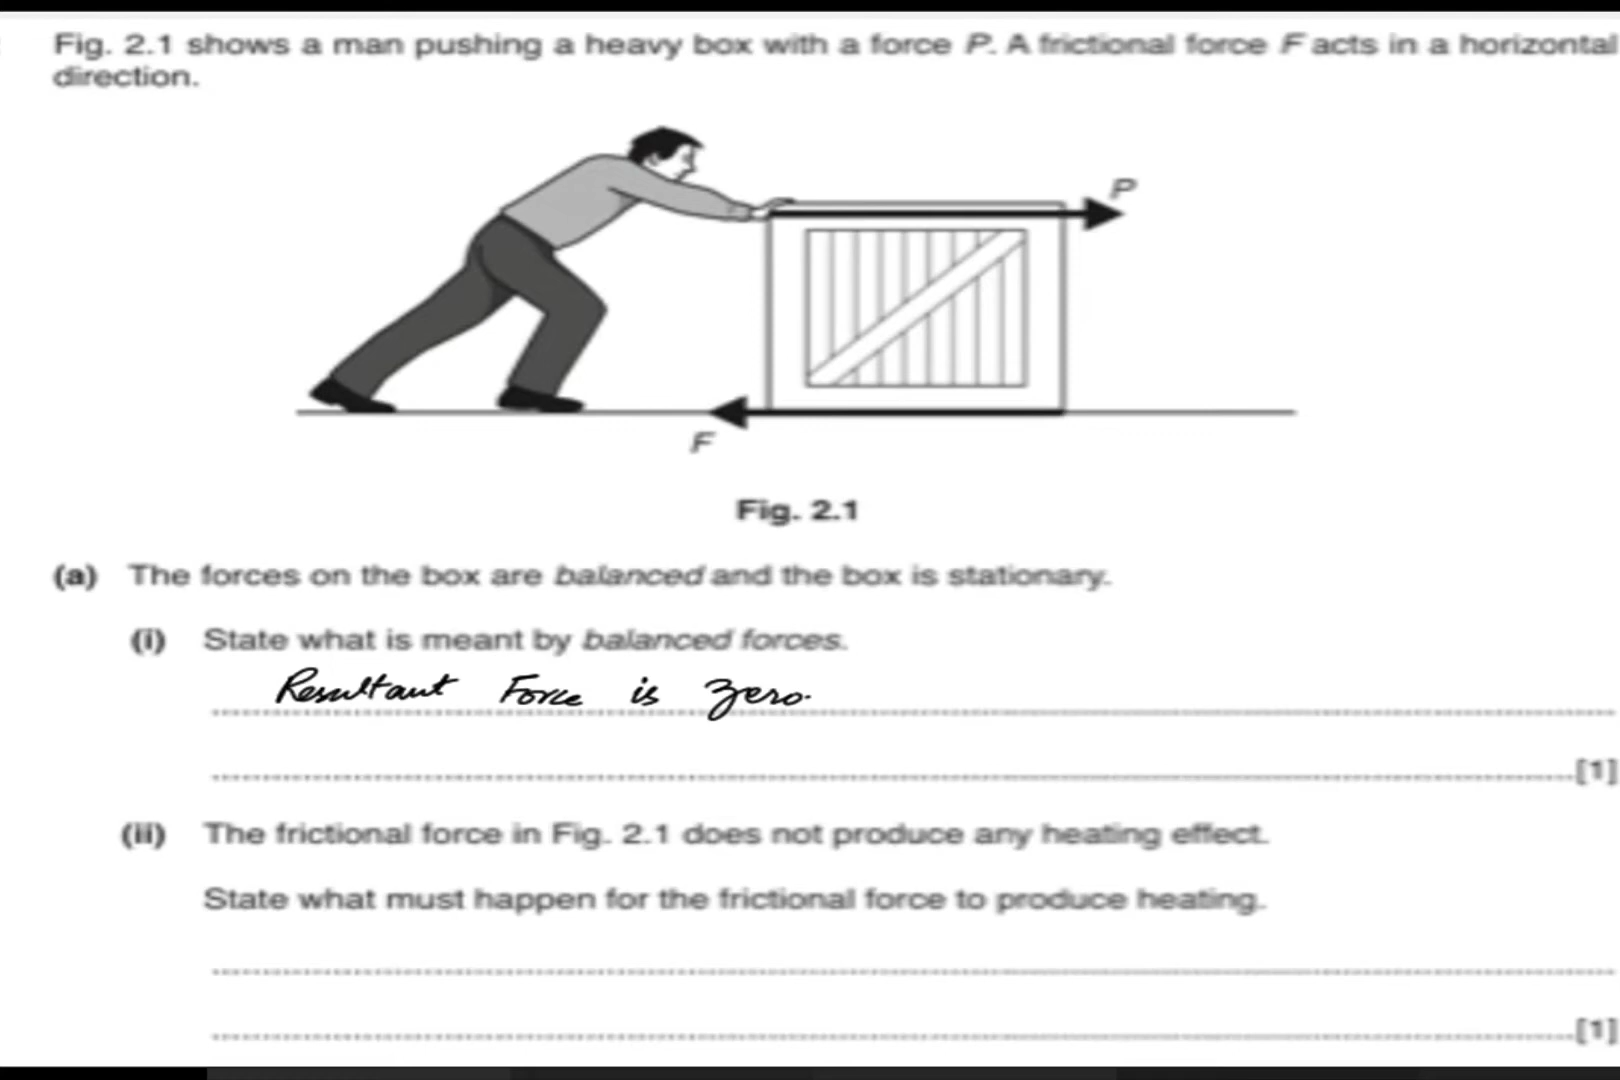 Fig. 2.1 shows a man pushing a heavy box with a force P. A frictional force F acts in a horizontal
direction.
P
F
Fig. 2.1
(a) The forces on the box are balanced and the box is stationary.
(i) State what is meant by balanced forces.
Resultant Force is zero.
[1]
(ii) The frictional force in Fig. 2.1 does not produce any heating effect.
State what must happen for the frictional force to produce heating.
[1]